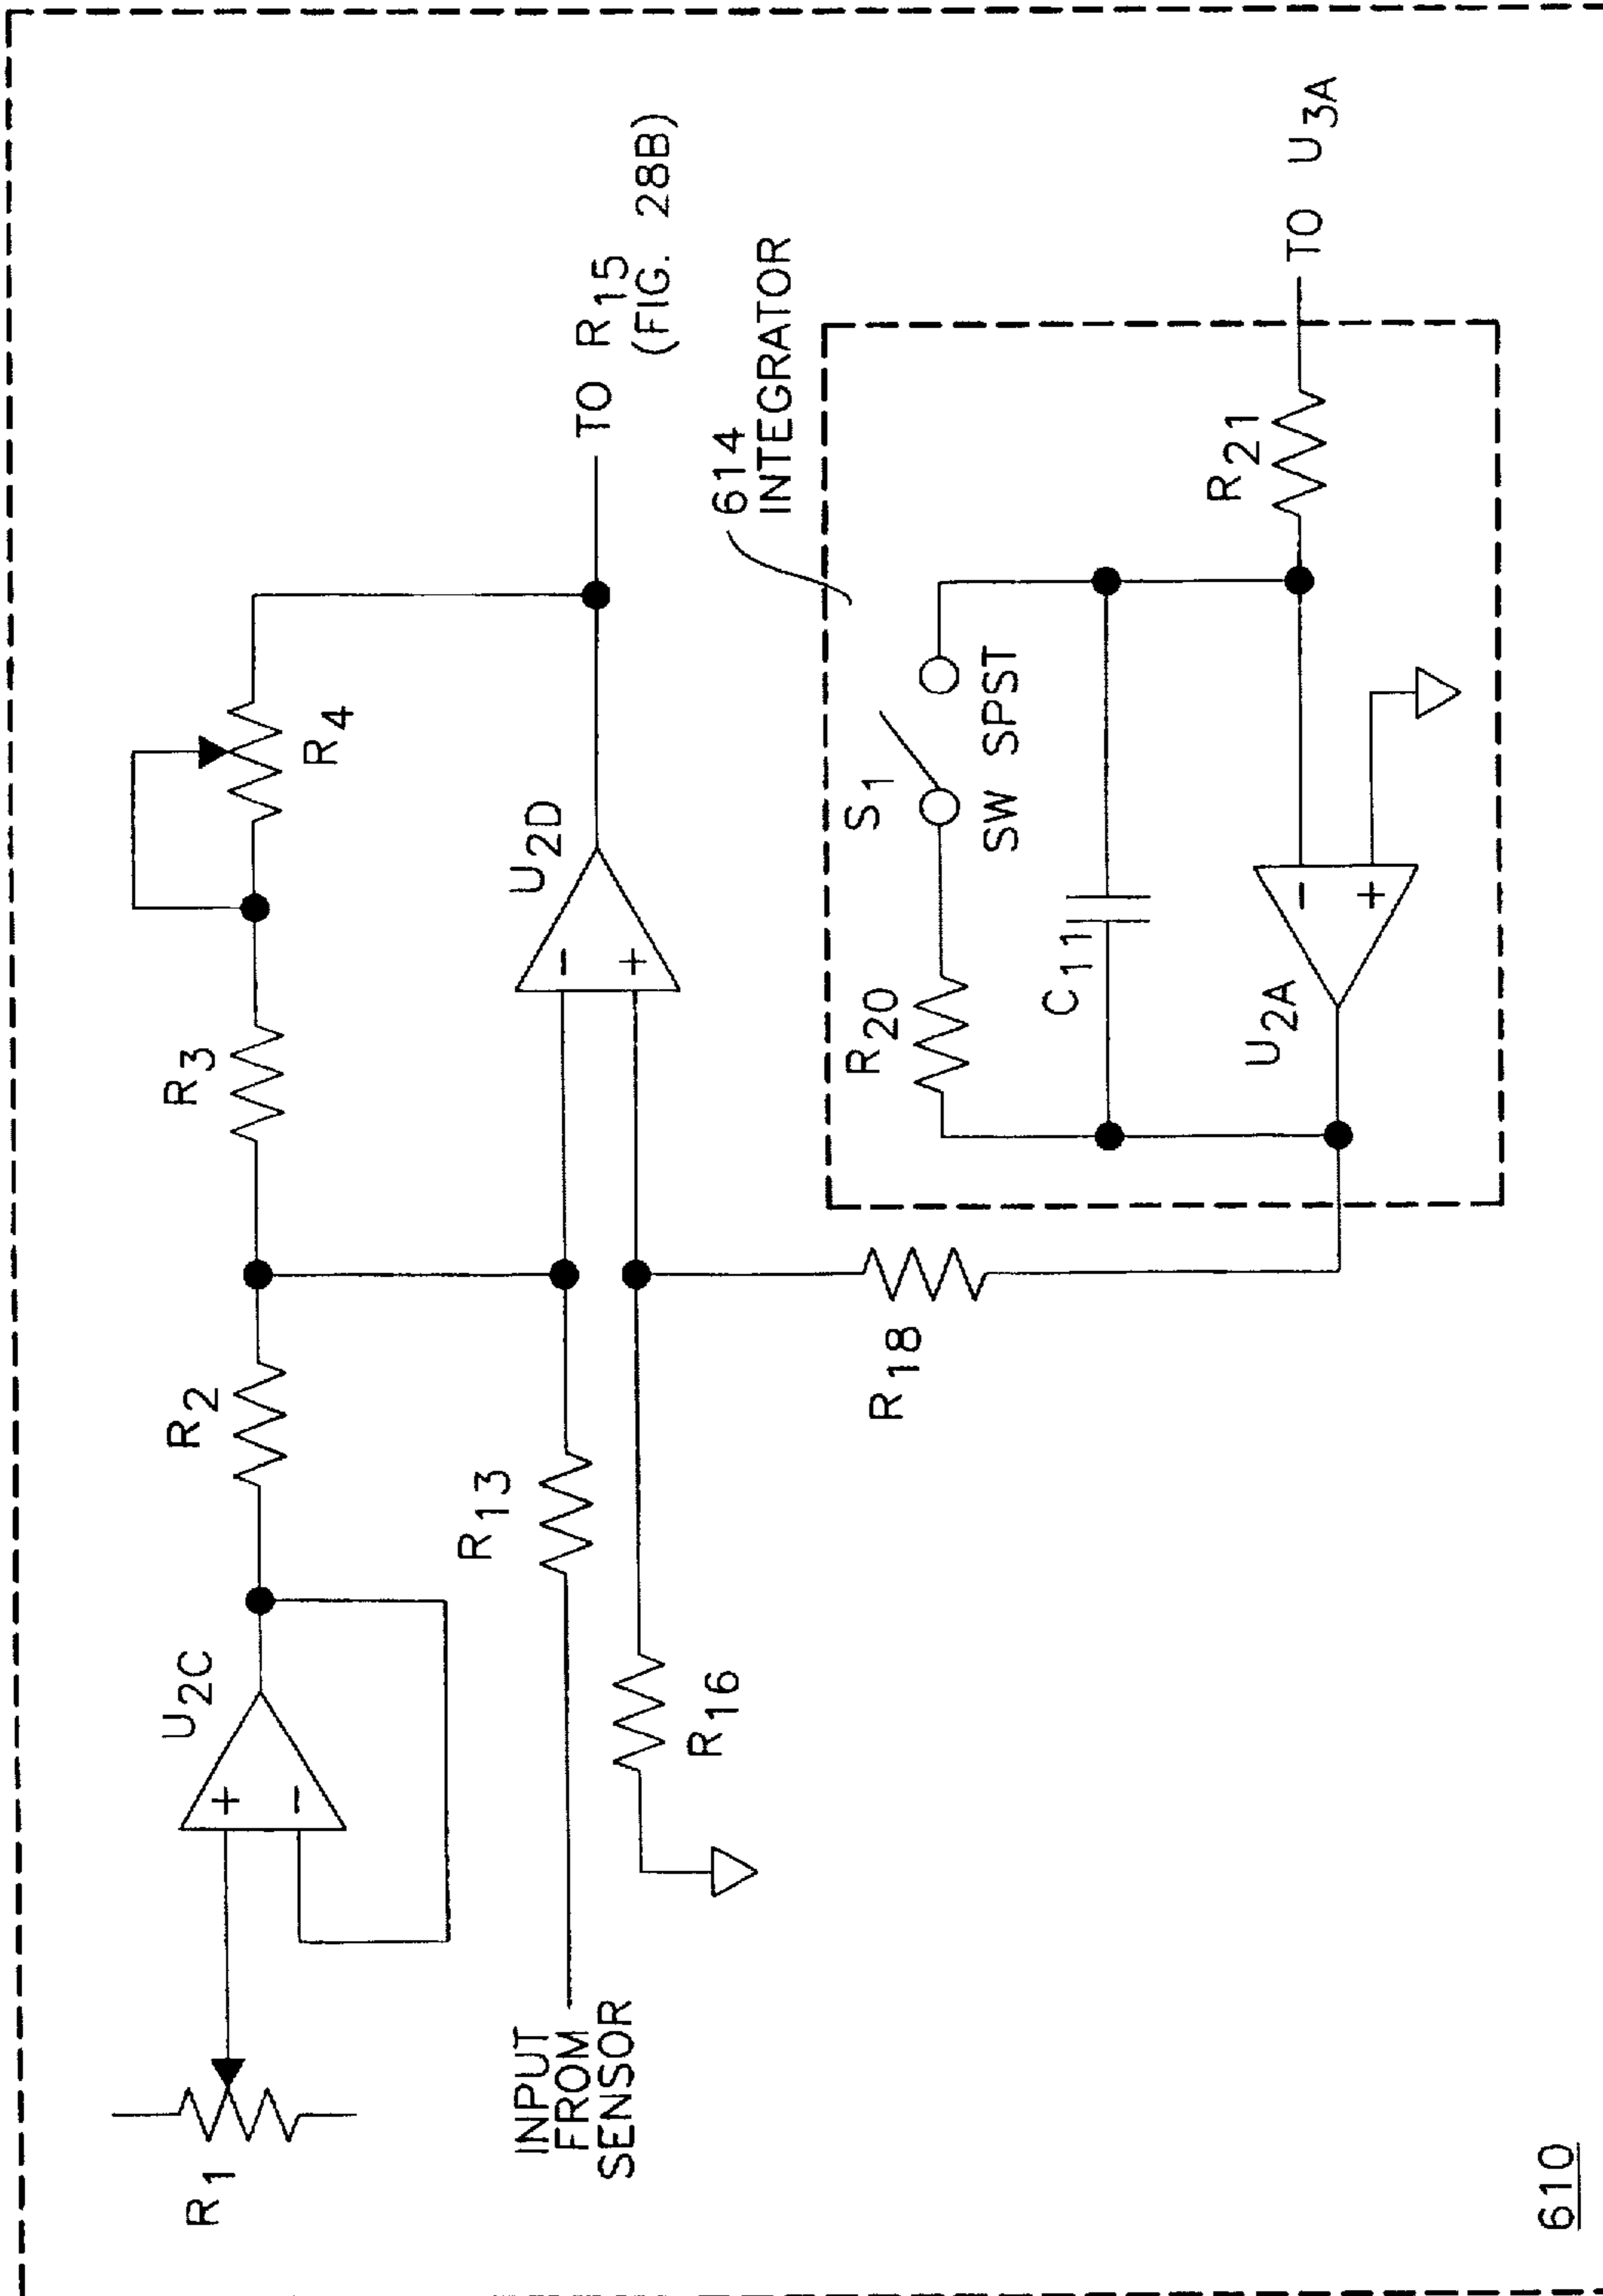 R1
U2C
+
-
R2
R3
R4
INPUT
FROM
SENSOR
R13
U2D
-
+
TO R15
(FIG. 28B)
R16
R18
614
INTEGRATOR
R20
S1
SW SPST
C11
U2A
-
+
R21
TO U3A
610